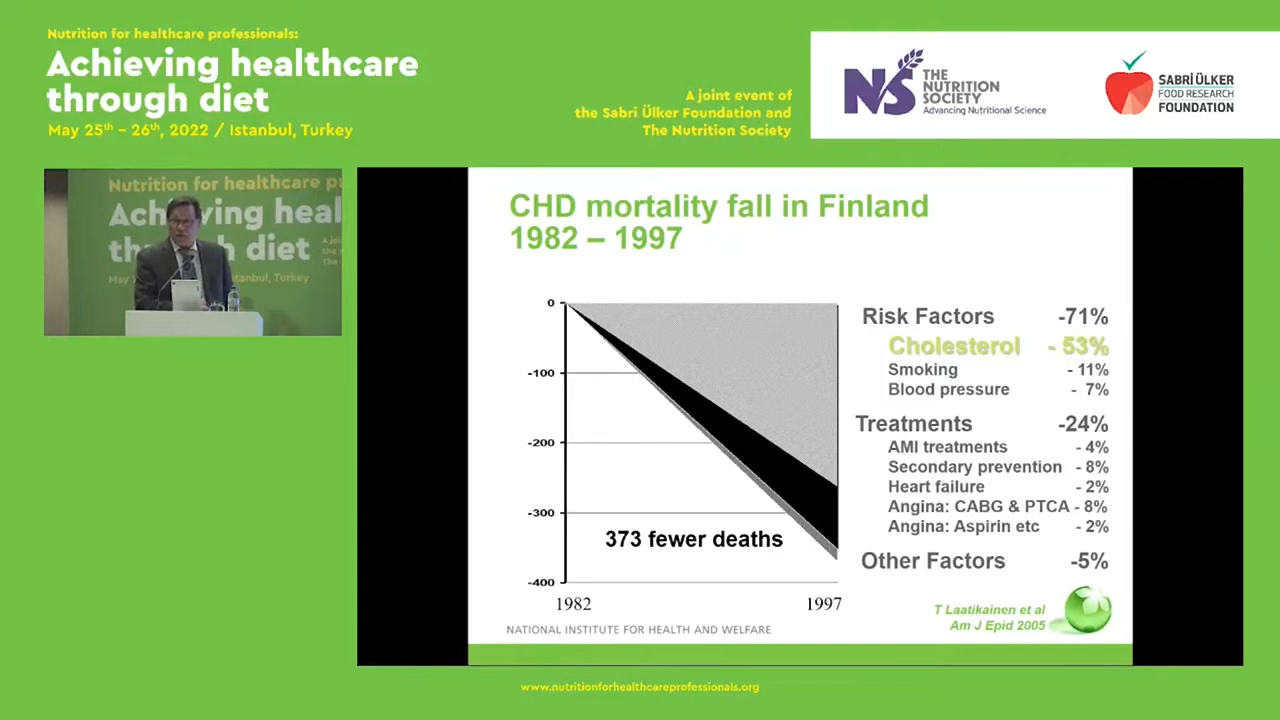 Nutrition for healthcare professionals:
Achieving healthcare
through diet
May 25th - 26th, 2022 / Istanbul, Turkey
A joint event of
the Sabri Ülker Foundation and
The Nutrition Society
NS
THE
NUTRITION
SOCIETY
Advancing Nutritional Science
SABRİ ÜLKER
FOOD RESEARCH
FOUNDATION
Nutrition for healthcare p
Ach ving heal
th h diet
May
stanbul, Turkey
CHD mortality fall in Finland
1982 – 1997
0
-100
-200
-300
-400
373 fewer deaths
1982 1997
Risk Factors -71%
Cholesterol - 53%
Smoking - 11%
Blood pressure - 7%
Treatments -24%
AMI treatments - 4%
Secondary prevention - 8%
Heart failure - 2%
Angina: CABG & PTCA - 8%
Angina: Aspirin etc - 2%
Other Factors -5%
T Laatikainen et al
Am J Epid 2005
NATIONAL INSTITUTE FOR HEALTH AND WELFARE
www.nutritionforhealthcareprofessionals.org